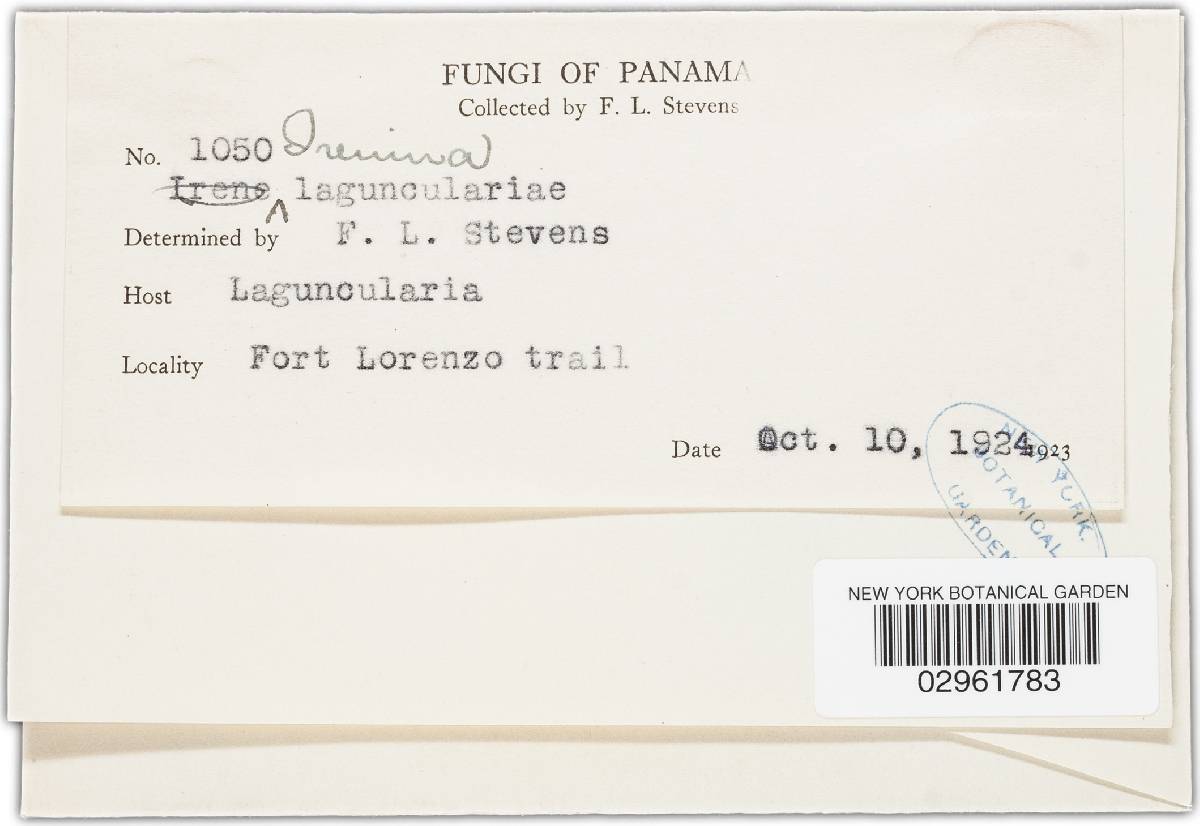 FUNGI OF PANAMA
Collected by F. L. Stevens
No. 1050 Irenina
Irene ^ laguncularia​e
Determined by F. L. Stevens
Host Laguncularia
Locality Fort Lorenzo trail
Date Oct. 10, 1924 1923
NEW YORK
BOTANICAL
GARDEN
NEW YORK BOTANICAL GARDEN
02961783